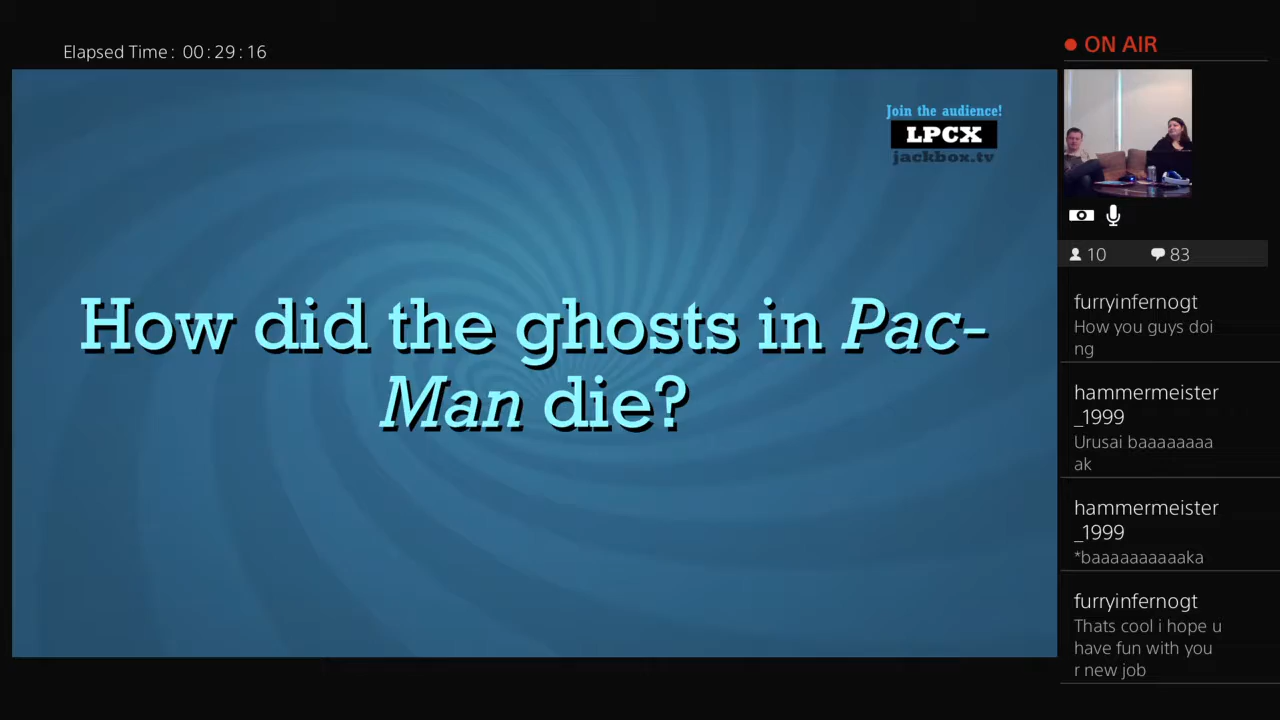 Elapsed Time: 00:29:16
ON AIR
Join the audience!
LPCX
jackbox.tv
How did the ghosts in Pac-
Man die?
10 83
furryinfernogt
How you guys doi
ng
hammermeister
_1999
Urusai baaaaaaaa
ak
hammermeister
_1999
*baaaaaaaaaaka
furryinfernogt
Thats cool i hope u
have fun with you
r new job